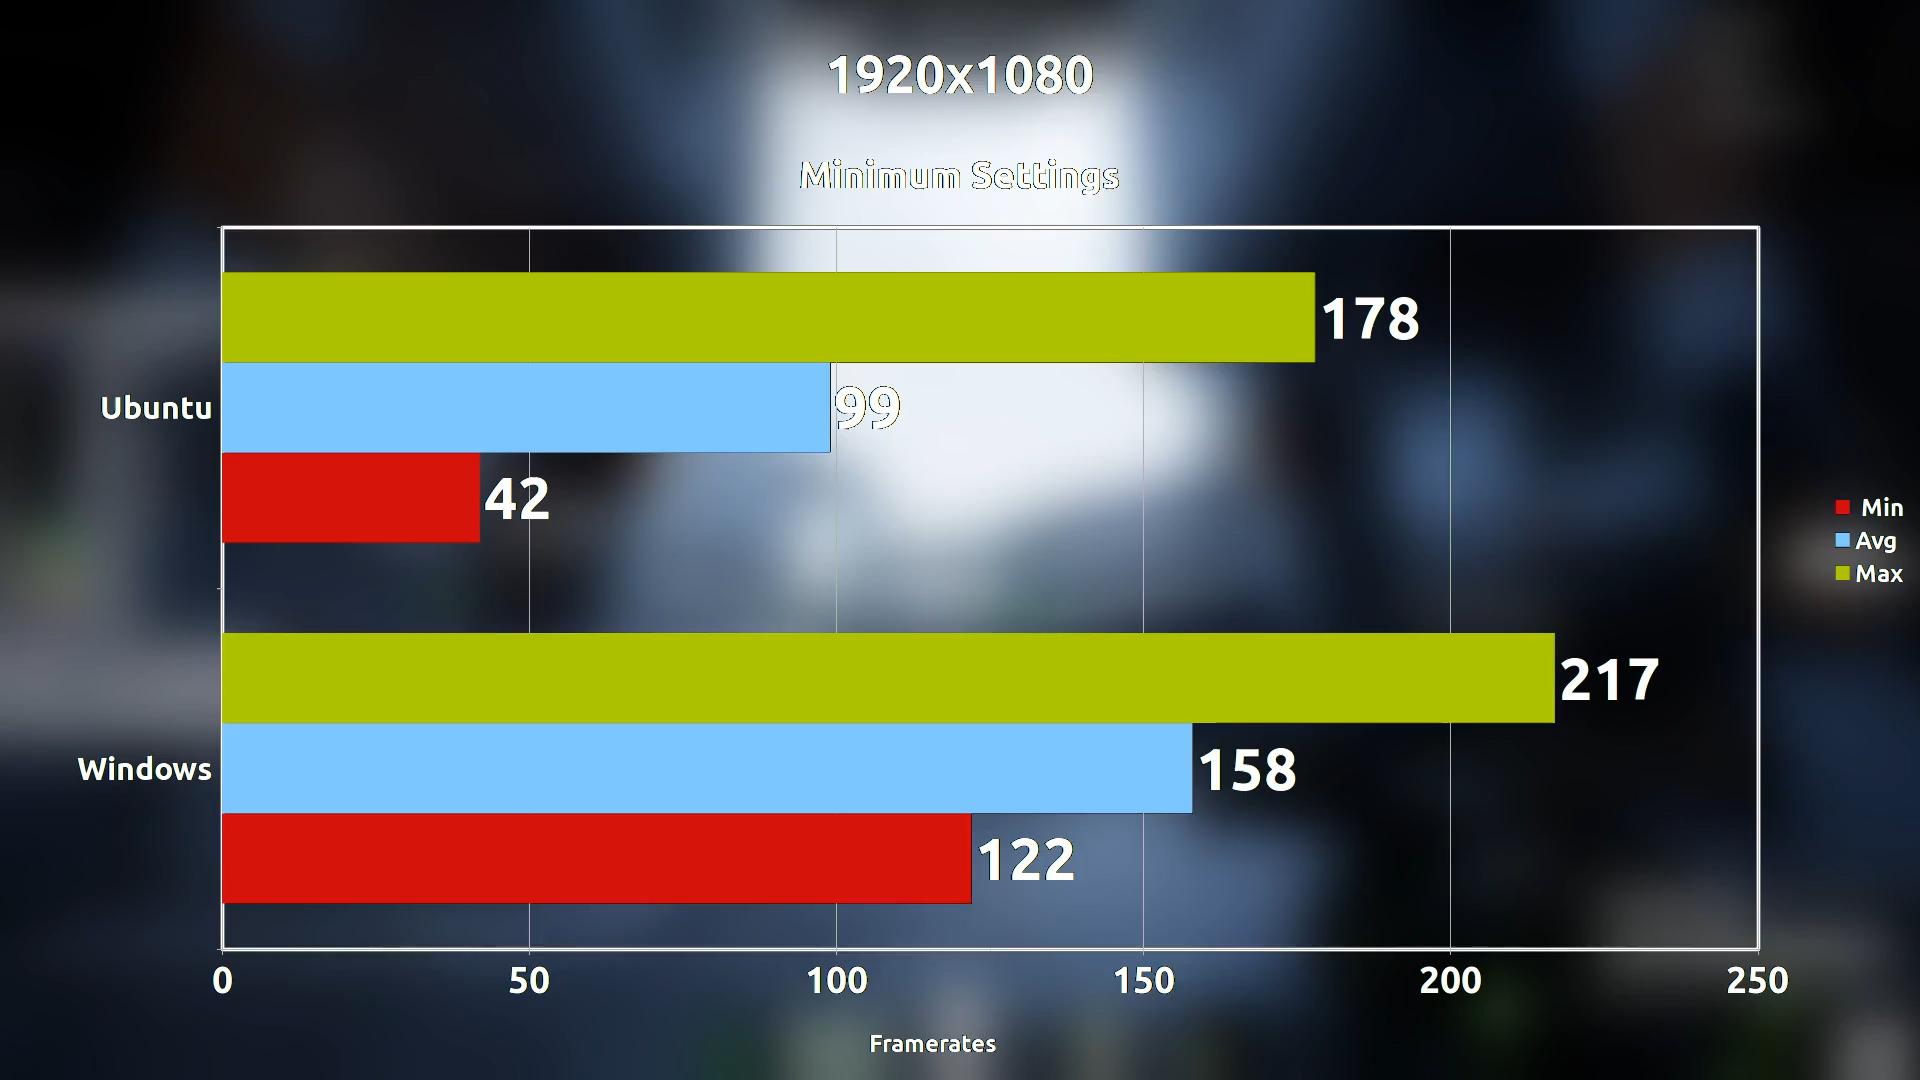 1920x1080
Minimum Settings
178
Ubuntu
99
42
Min
Avg
Max
217
Windows
158
122
0 50 100 150 200 250
Framerates